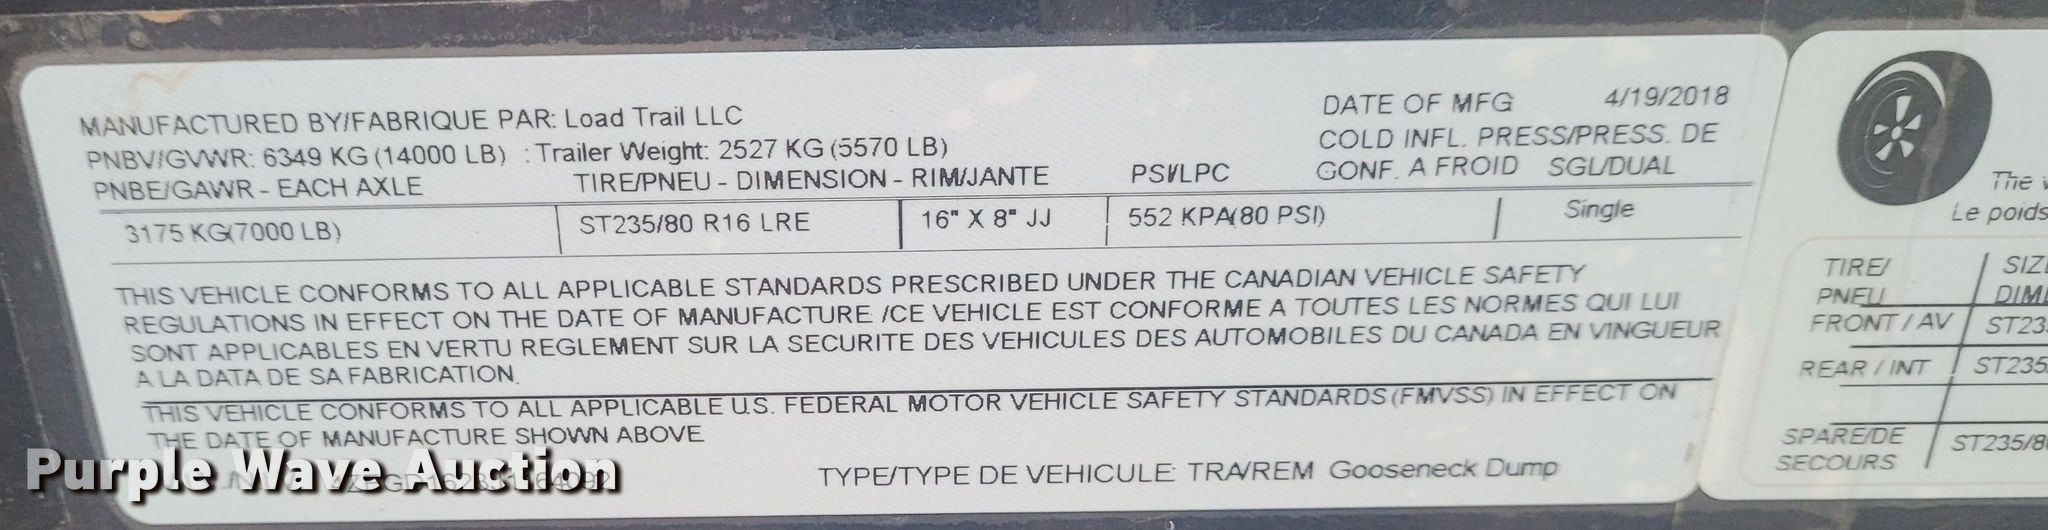 MANUFACTURED BY/FABRIQUE PAR: Load Trail LLC
DATE OF MFG 4/19/2018
PNBV/GVWR: 6349 KG (14000 LB) : Trailer Weight: 2527 KG (5570 LB)
COLD INFL. PRESS/PRESS. DE
PNBE/GAWR - EACH AXLE TIRE/PNEU - DIMENSION - RIM/JANTE PSI/LPC GONF. A FROID SGL/DUAL
3175 KG(7000 LB) ST235/80 R16 LRE 16" X 8" JJ 552 KPA(80 PSI) Single
THIS VEHICLE CONFORMS TO ALL APPLICABLE STANDARDS PRESCRIBED UNDER THE CANADIAN VEHICLE SAFETY
REGULATIONS IN EFFECT ON THE DATE OF MANUFACTURE /CE VEHICLE EST CONFORME A TOUTES LES NORMES QUI LUI
SONT APPLICABLES EN VERTU REGLEMENT SUR LA SECURITE DES VEHICULES DES AUTOMOBILES DU CANADA EN VINGUEUR
A LA DATA DE SA FABRICATION.
THIS VEHICLE CONFORMS TO ALL APPLICABLE U.S. FEDERAL MOTOR VEHICLE SAFETY STANDARDS (FMVSS) IN EFFECT ON
THE DATE OF MANUFACTURE SHOWN ABOVE
TYPE/TYPE DE VEHICULE: TRA/REM Gooseneck Dump
Purple Wave Auction
The
Le poids
TIRE/
PNEU
SIZ
DIM
FRONT / AV ST23
REAR / INT ST235
SPARE/DE
SECOURS
ST235/8